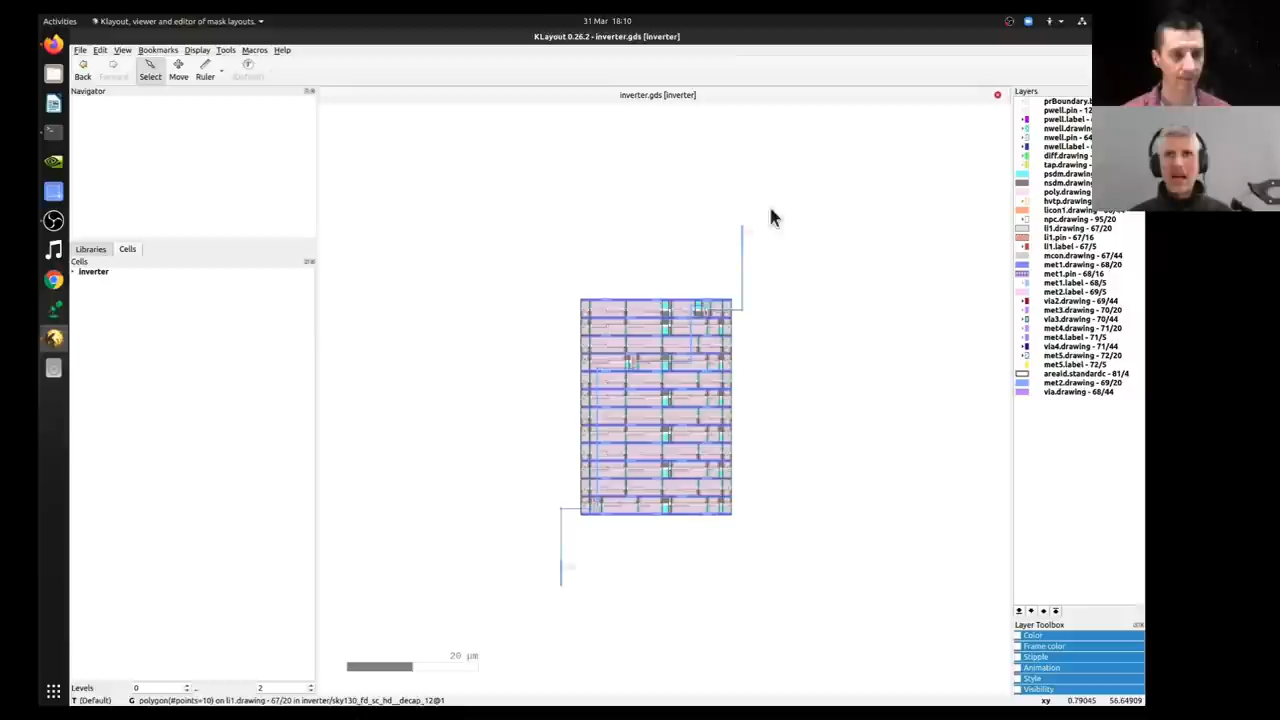 Activities
Klayout, viewer and editor of mask layouts.
31 Mar 18:10
KLayout 0.26.2 - inverter.gds [inverter]
File Edit View Bookmarks Display Tools Macros Help
Back Forward Select Move Ruler
Navigator
inverter.gds [inverter]
Layers
prBoundary.
pwell.pin - 12
pwell.label -
nwell.drawing
nwell.pin - 64
nwell.label -
diff.drawing
tap.drawing
psdm.drawing
nsdm.drawing
poly.drawing
hvtp.drawing
licon1.drawing - 66/44
npc.drawing - 95/20
li1.drawing - 67/20
li1.pin - 67/16
li1.label - 67/5
mcon.drawing - 67/44
met1.drawing - 68/20
met1.pin - 68/16
met1.label - 68/5
met2.label - 69/5
via2.drawing - 69/44
met3.drawing - 70/20
via3.drawing - 70/44
met4.drawing - 71/20
met4.label - 71/5
via4.drawing - 71/44
met5.drawing - 72/20
met5.label - 72/5
areaid.standardc - 81/4
met2.drawing - 69/20
via.drawing - 68/44
Libraries Cells
Cells
inverter
20 µm
Layer Toolbox
Color
Frame color
Stipple
Animation
Style
Visibility
Levels 0 .. 2
T (Default) G polygon(#points=10) on li1.drawing - 67/20 in inverter/sky130_fd_sc_hd__decap_12@1
xy 0.79045 56.64909